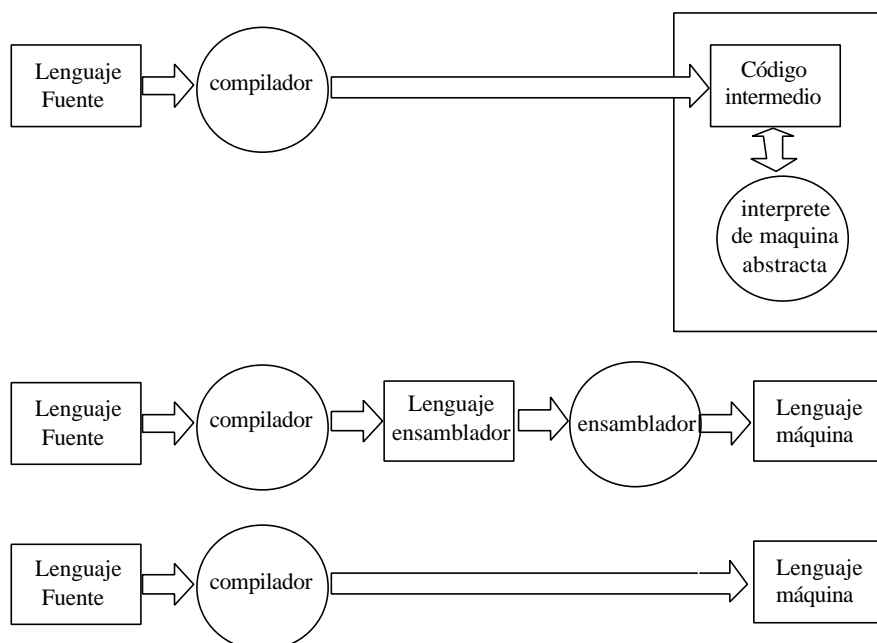 Lenguaje
Fuente
compilador
Código
intermedio
interprete
de maquina
abstracta
Lenguaje
Fuente
compilador
Lenguaje
ensamblador
ensamblador
Lenguaje
máquina
Lenguaje
Fuente
compilador
Lenguaje
máquina